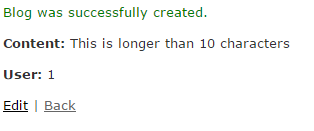 Blog was successfully created.
Content: This is longer than 10 characters
User: 1
Edit | Back